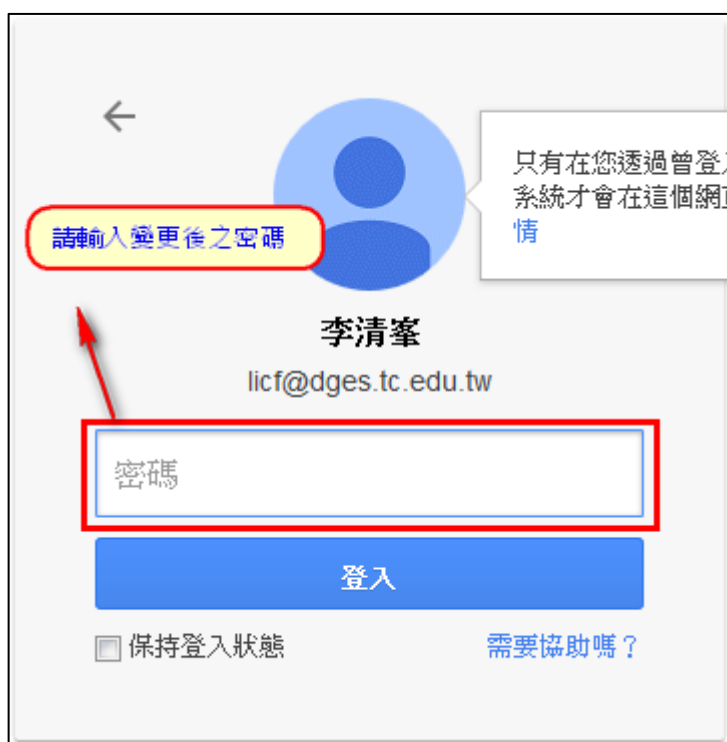 只有在您透過曾登入
系統才會在這個網頁
情
請輸入變更後之密碼
李清峯
licf@dges.tc.edu.tw
密碼
登入
保持登入狀態
需要協助嗎？